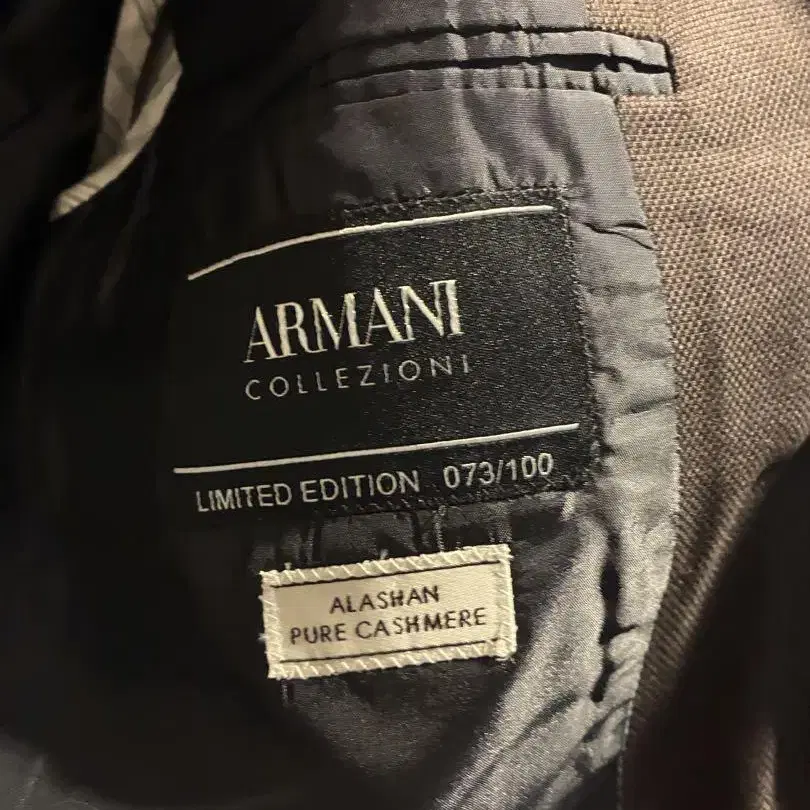 ARMANI
COLLEZIONI
LIMITED EDITION 073/100
ALASHAN
PURE CASHMERE